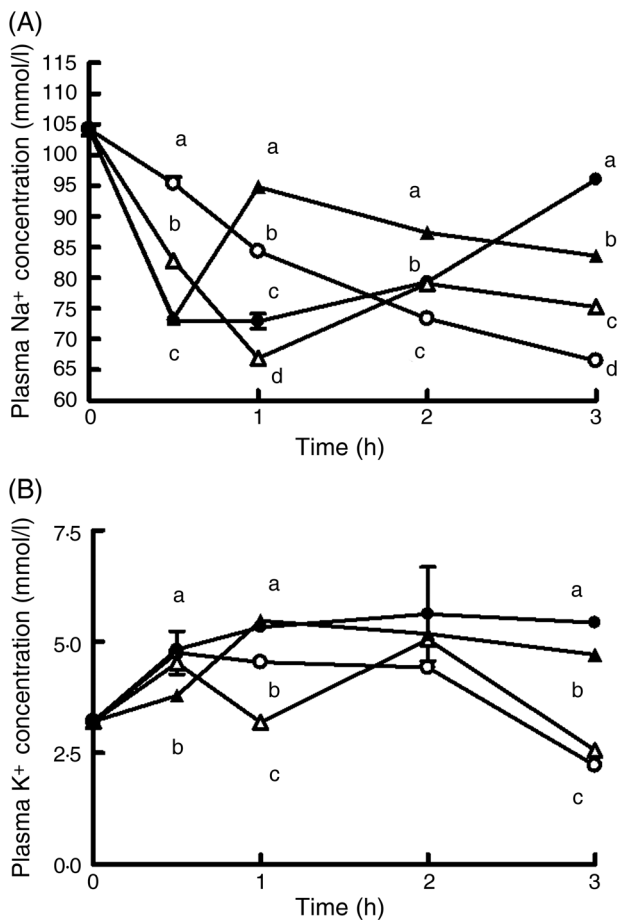 (A)
Plasma Na⁺ concentration (mmol/l)
115
110
105
100
95
90
85
80
75
70
65
60
a
b
c
a
b
c
d
a
b
c
a
b
c
d
0
1
2
3
Time (h)
(B)
Plasma K⁺ concentration (mmol/l)
7·5
5·0
2·5
0·0
a
b
a
b
c
a
b
c
0
1
2
3
Time (h)